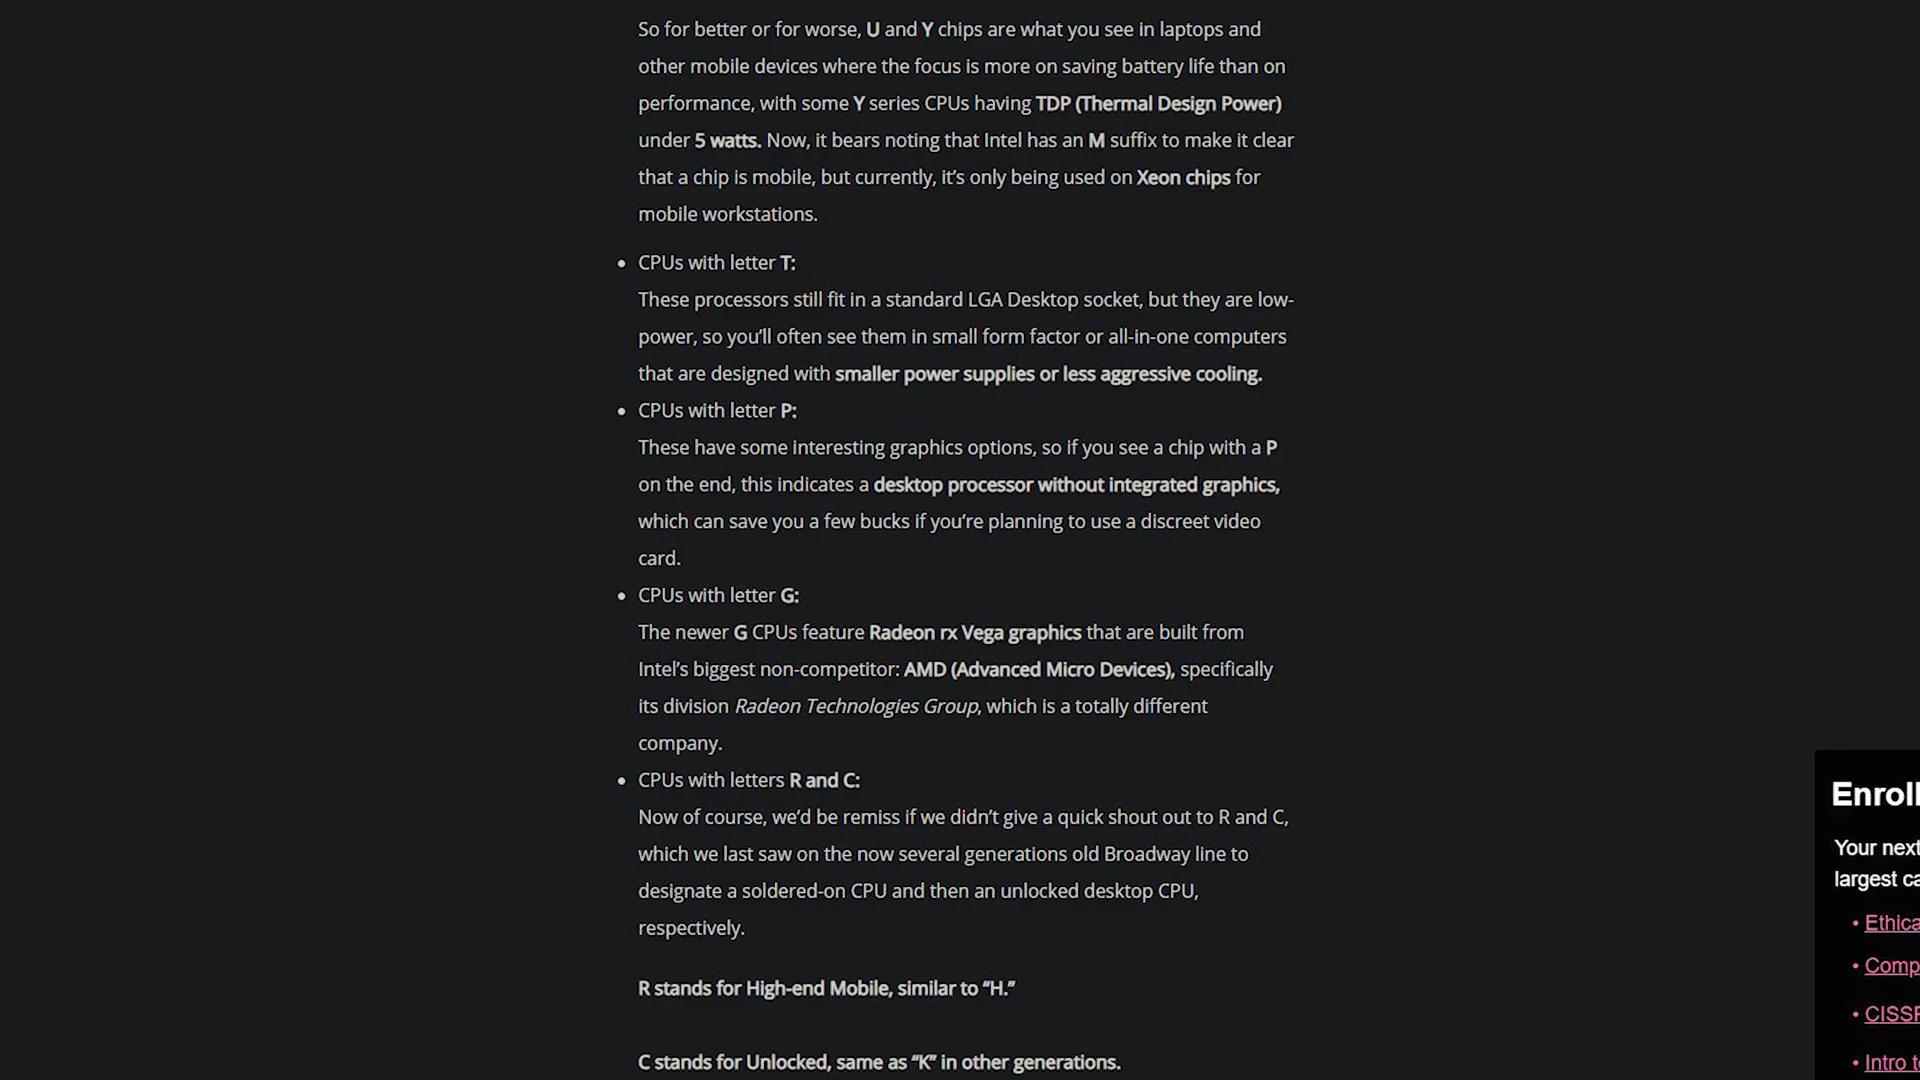 So for better or for worse, U and Y chips are what you see in laptops and
other mobile devices where the focus is more on saving battery life than on
performance, with some Y series CPUs having TDP (Thermal Design Power)
under 5 watts. Now, it bears noting that Intel has an M suffix to make it clear
that a chip is mobile, but currently, it’s only being used on Xeon chips for
mobile workstations.
• CPUs with letter T:
These processors still fit in a standard LGA Desktop socket, but they are low-
power, so you’ll often see them in small form factor or all-in-one computers
that are designed with smaller power supplies or less aggressive cooling.
• CPUs with letter P:
These have some interesting graphics options, so if you see a chip with a P
on the end, this indicates a desktop processor without integrated graphics,
which can save you a few bucks if you’re planning to use a discreet video
card.
• CPUs with letter G:
The newer G CPUs feature Radeon rx Vega graphics that are built from
Intel’s biggest non-competitor: AMD (Advanced Micro Devices), specifically
its division Radeon Technologies Group, which is a totally different
company.
• CPUs with letters R and C:
Now of course, we’d be remiss if we didn’t give a quick shout out to R and C,
which we last saw on the now several generations old Broadway line to
designate a soldered-on CPU and then an unlocked desktop CPU,
respectively.
R stands for High-end Mobile, similar to “H.”
C stands for Unlocked, same as “K” in other generations.
Enroll
Your next
largest ca
• Ethica
• Comp
• CISSP
• Intro t